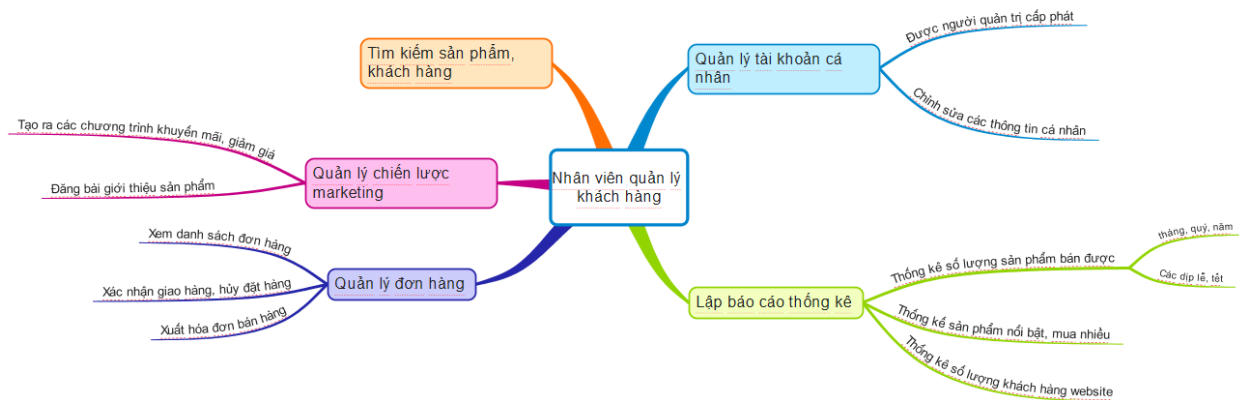 Nhân viên quản lý
khách hàng
Tìm kiếm sản phẩm,
khách hàng
Quản lý chiến lược
marketing
Tạo ra các chương trình khuyến mãi, giảm giá
Đăng bài giới thiệu sản phẩm
Quản lý đơn hàng
Xem danh sách đơn hàng
Xác nhận giao hàng, hủy đặt hàng
Xuất hóa đơn bán hàng
Quản lý tài khoản cá
nhân
Được người quản trị cấp phát
Chỉnh sửa các thông tin cá nhân
Lập báo cáo thống kê
Thống kê số lượng sản phẩm bán được
tháng, quý, năm
Các dịp lễ, tết
Thống kế sản phẩm nổi bật, mua nhiều
Thống kê số lượng khách hàng website